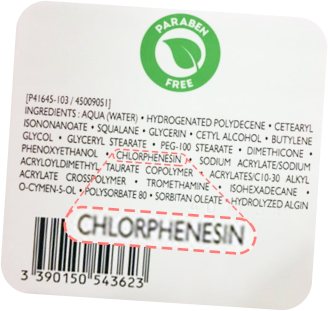 PARABEN
FREE
[P41645-103 / 45009051]
INGREDIENTS : AQUA (WATER) • HYDROGENATED POLYDECENE • CETEARYL
ISONONANOATE • SQUALANE • GLYCERIN • CETYL ALCOHOL • BUTYLENE
GLYCOL • GLYCERYL STEARATE • PEG-100 STEARATE • DIMETHICONE •
PHENOXYETHANOL • CHLORPHENESIN • SODIUM ACRYLATE/SODIUM
ACRYLOYLDIMETHYL TAURATE COPOLYMER • ACRYLATES/C10-30 ALKYL
ACRYLATE CROSSPOLYMER • TROMETHAMINE • ISOHEXADECANE •
O-CYMEN-5-OL • POLYSORBATE 80 • SORBITAN OLEATE • HYDROLYZED ALGIN
CHLORPHENESIN
3 390150 543623